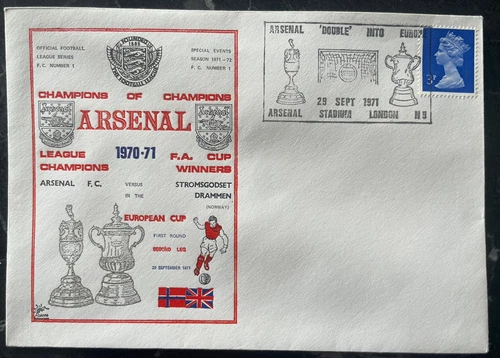 OFFICIAL FOOTBALL
LEAGUE SERIES
F.C. NUMBER 1
SPECIAL EVENTS
SEASON 1971-72
F.C. NUMBER 1
CHAMPIONS OF CHAMPIONS
ARSENAL
1970-71
LEAGUE
CHAMPIONS
F.A. CUP
WINNERS
ARSENAL F.C.
VERSUS
IN THE
STROMSGODSET
DRAMMEN
(NORWAY)
EUROPEAN CUP
FIRST ROUND
SECOND LEG
29 SEPTEMBER 1971
ARSENAL 'DOUBLE' INTO EUROPE
29 SEPT 1971
ARSENAL STADIUM LONDON N5
3P